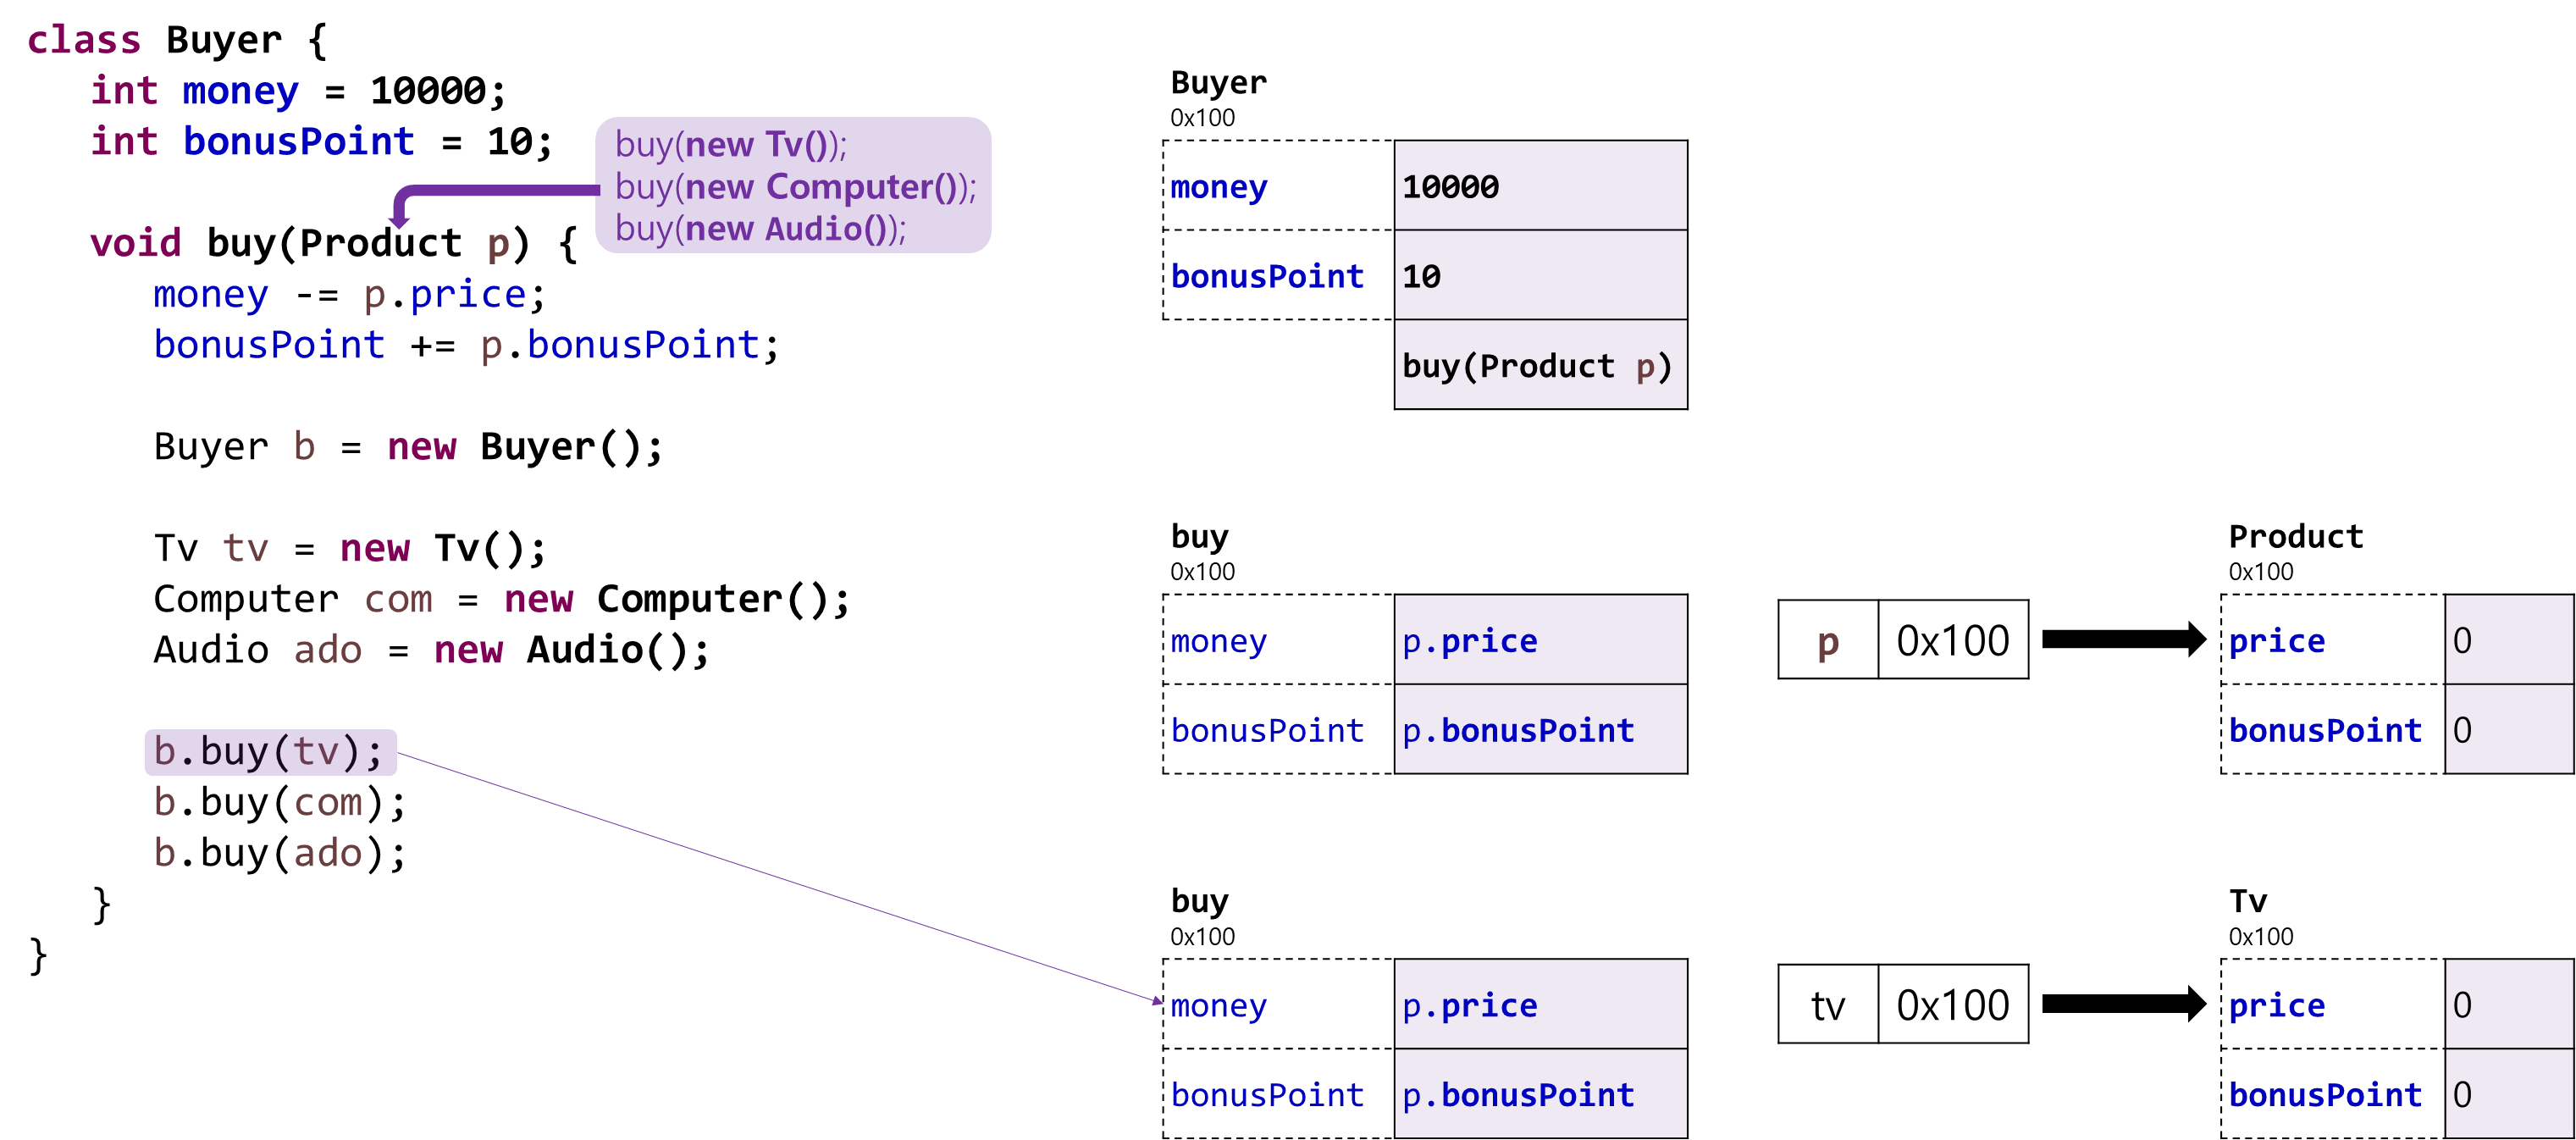 class Buyer {
int money = 10000;
int bonusPoint = 10;
buy(new Tv());
buy(new Computer());
buy(new Audio());
void buy(Product p) {
money -= p.price;
bonusPoint += p.bonusPoint;
Buyer b = new Buyer();
Tv tv = new Tv();
Computer com = new Computer();
Audio ado = new Audio();
b.buy(tv);
b.buy(com);
b.buy(ado);
}
}
Buyer
0x100
money 10000
bonusPoint 10
buy(Product p)
buy
0x100
money p.price
bonusPoint p.bonusPoint
p 0x100
Product
0x100
price 0
bonusPoint 0
buy
0x100
money p.price
bonusPoint p.bonusPoint
tv 0x100
Tv
0x100
price 0
bonusPoint 0